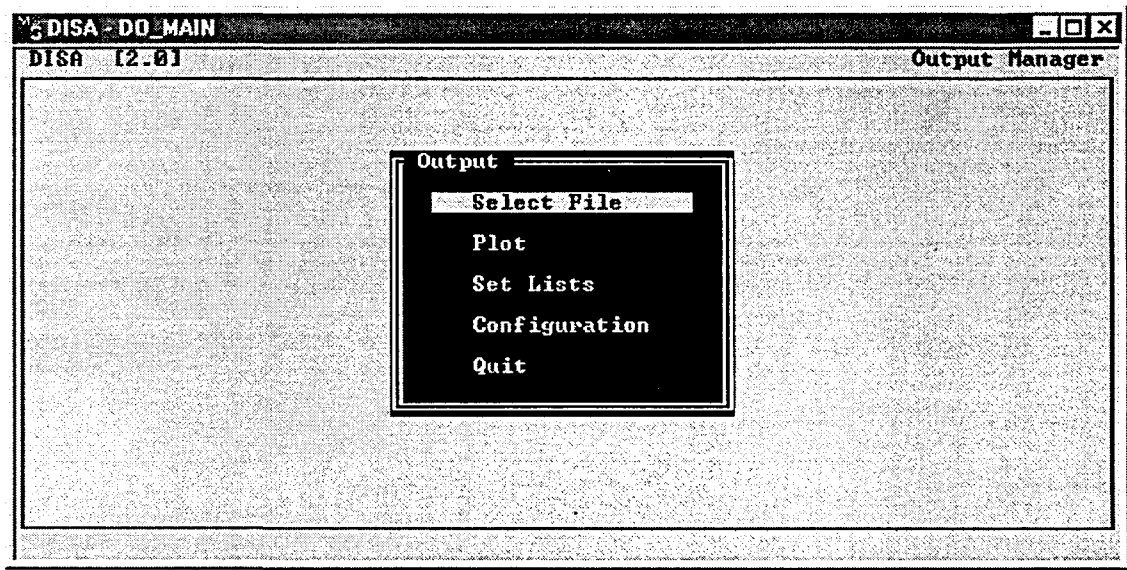 DISA - DO_MAIN
DISA [2.0] Output Manager
Output
Select File
Plot
Set Lists
Configuration
Quit